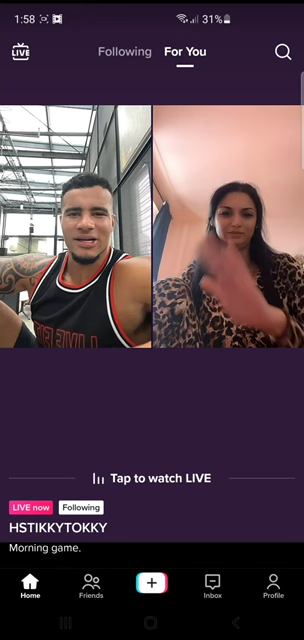 1:58
31%
LIVE
Following For You
Tap to watch LIVE
LIVE now Following
HSTIKKYTOKKY
Morning game.
Home Friends Inbox Profile